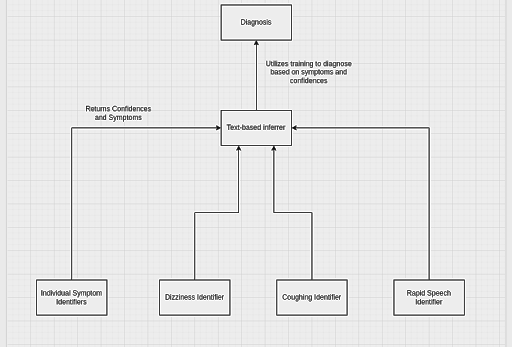 Diagnosis
Utilizes training to diagnose
based on symptoms and
confidences
Returns Confidences
and Symptoms
Text-based inferrer
Individual Symptom
Identifiers
Dizziness Identifier
Coughing Identifier
Rapid Speech
Identifier